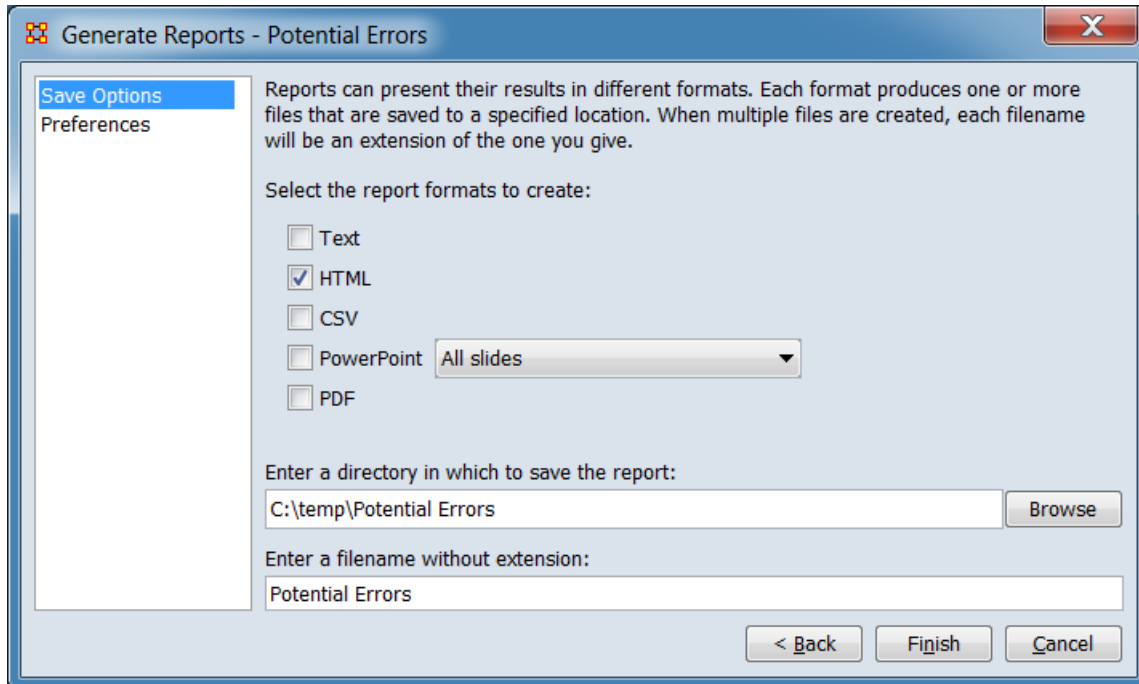 Generate Reports - Potential Errors
Save Options
Preferences
Reports can present their results in different formats. Each format produces one or more
files that are saved to a specified location. When multiple files are created, each filename
will be an extension of the one you give.
Select the report formats to create:
Text
HTML
CSV
PowerPoint All slides
PDF
Enter a directory in which to save the report:
C:\temp\Potential Errors Browse
Enter a filename without extension:
Potential Errors
< Back Finish Cancel